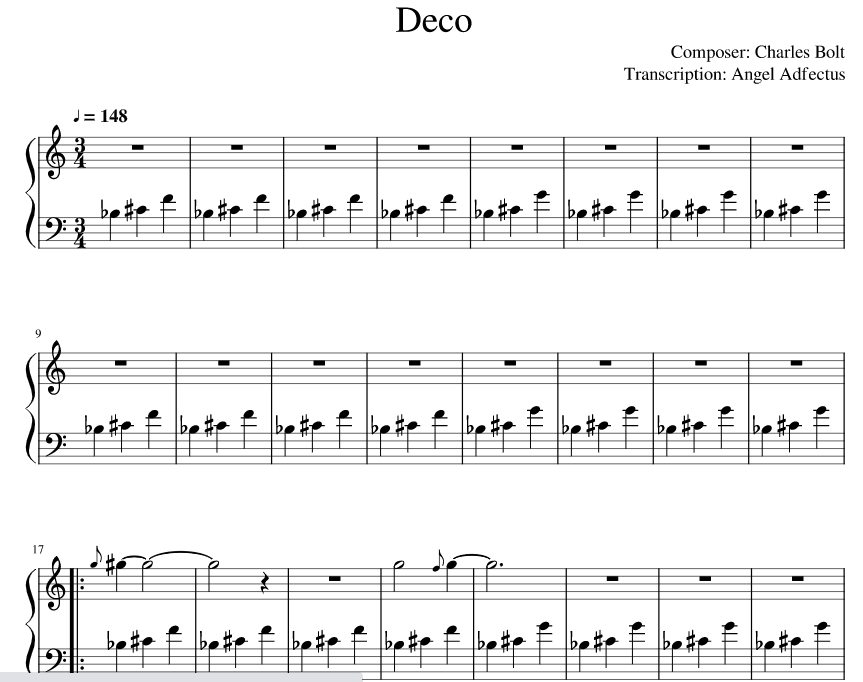 Deco
Composer: Charles Bolt
Transcription: Angel Adfectus
♩ = 148
3
4
3
4
9
17